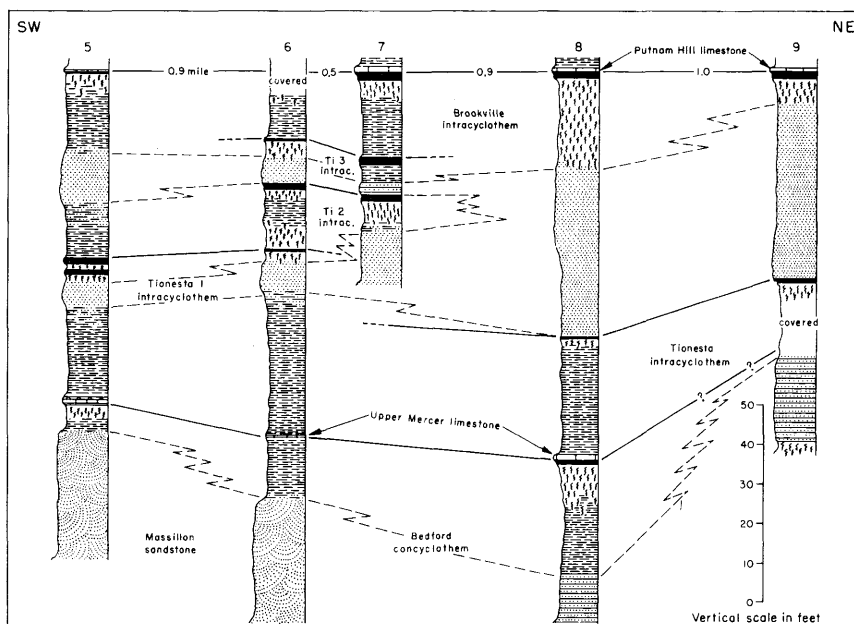 SW
NE
5
6
7
8
9
Putnam Hill limestone
0.9 mile
0.5
0.9
1.0
covered
Brookville
intracyclothem
Ti 3
intrac.
Ti 2
intrac.
Tionesta I
intracyclothem
Tionesta
intracyclothem
covered
?
?
Upper Mercer limestone
Massillon
sandstone
Bedford
concyclothem
50
40
30
20
10
0
Vertical scale in feet